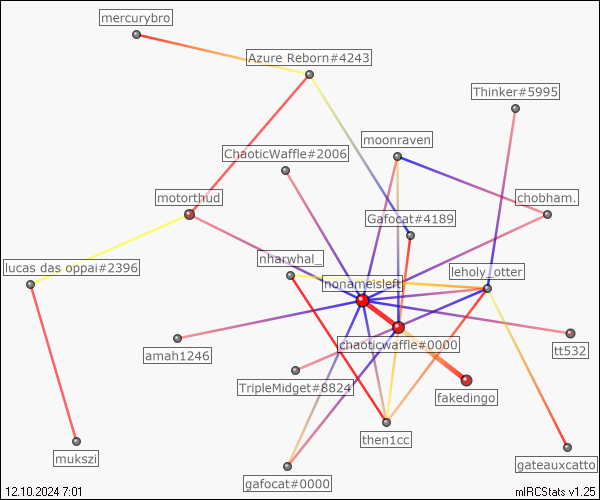 mercurybro
Azure Reborn#4243
Thinker#5995
moonraven
ChaoticWaffle#2006
motorthud
chobham.
Gafocat#4189
nharwhal_
lucas das oppai#2396
leholy_otter
nonameisleft
chaoticwaffle#0000
amah1246
tt532
TripleMidget#8824
fakedingo
then1cc
mukszi
gateauxcatto
gafocat#0000
12.10.2024 7:01
mIRCStats v1.25